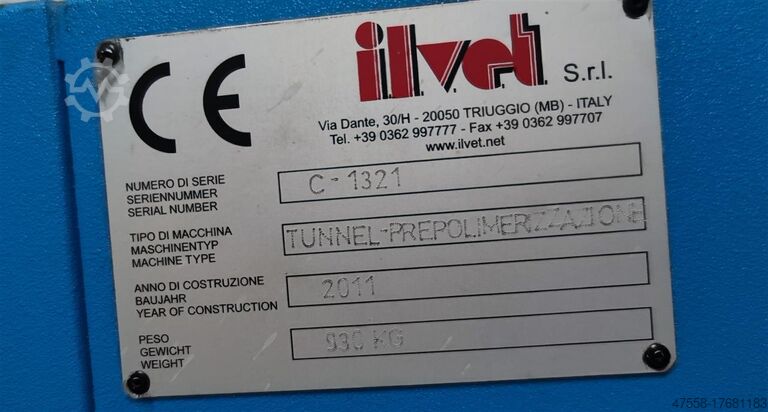 CE
i.l.v.e.t. S.r.l.
Via Dante, 30/H - 20050 TRIUGGIO (MB) - ITALY
Tel. +39 0362 997777 - Fax +39 0362 997707
www.ilvet.net
NUMERO DI SERIE
SERIENNUMMER
SERIAL NUMBER
C-1321
TIPO DI MACCHINA
MASCHINENTYP
MACHINE TYPE
TUNNEL-PREPOLIMERIZZAZIONE
ANNO DI COSTRUZIONE
BAUJAHR
YEAR OF CONSTRUCTION
2011
PESO
GEWICHT
WEIGHT
930 KG
47558-17681183